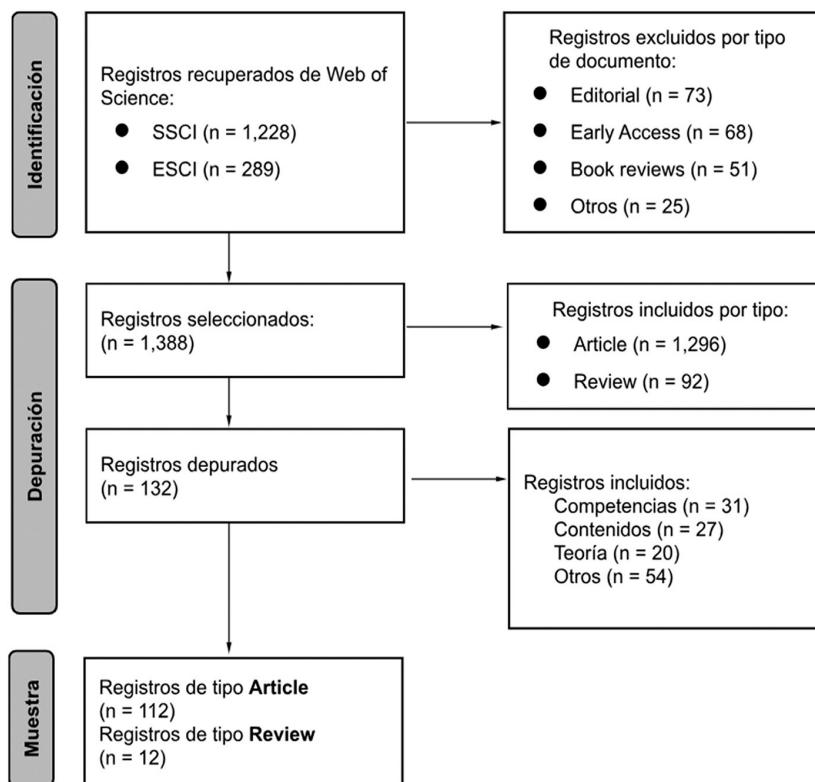 Identificación
Registros recuperados de Web of
Science:
● SSCI (n = 1,228)
● ESCI (n = 289)
Registros excluidos por tipo
de documento:
● Editorial (n = 73)
● Early Access (n = 68)
● Book reviews (n = 51)
● Otros (n = 25)
Depuración
Registros seleccionados:
(n = 1,388)
Registros incluidos por tipo:
● Article (n = 1,296)
● Review (n = 92)
Registros depurados
(n = 132)
Registros incluidos:
Competencias (n = 31)
Contenidos (n = 27)
Teoría (n = 20)
Otros (n = 54)
Muestra
Registros de tipo Article
(n = 112)
Registros de tipo Review
(n = 12)